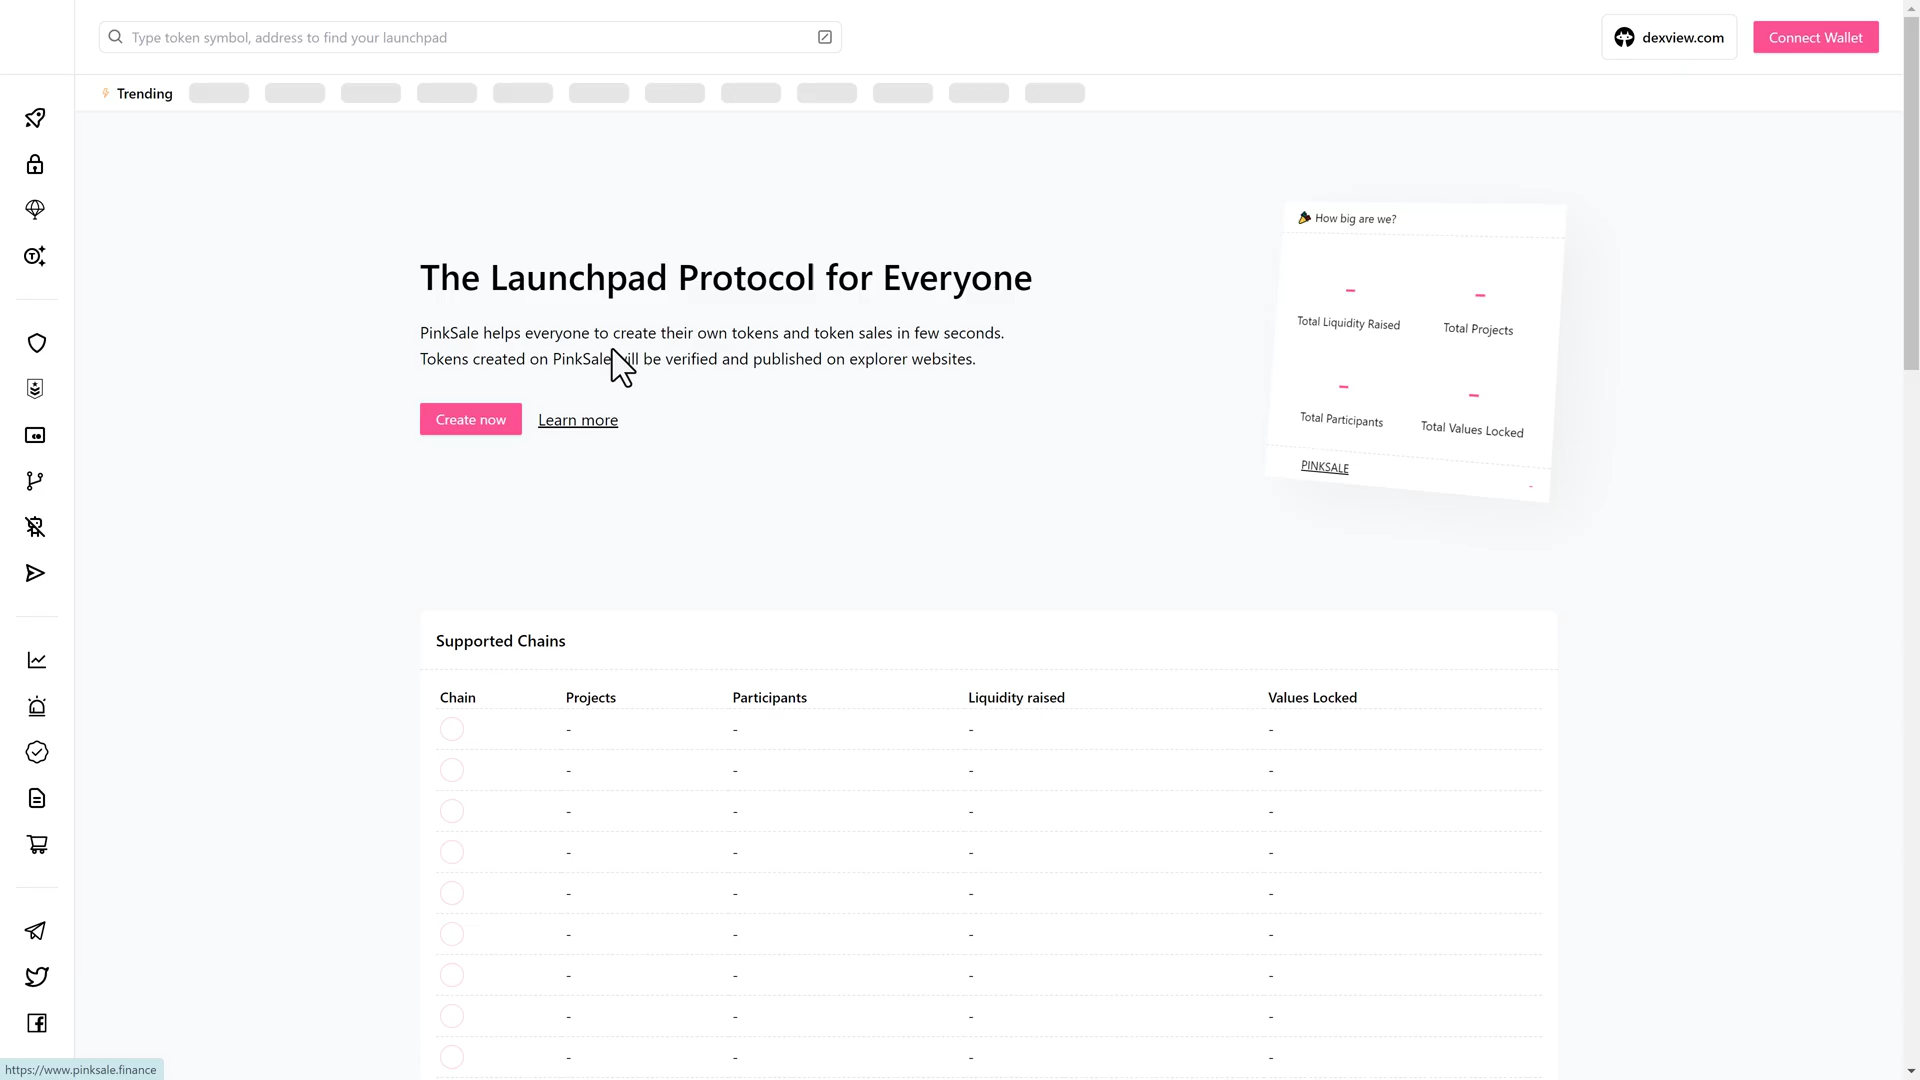 Type token symbol, address to find your launchpad
dexview.com
Connect Wallet
Trending
The Launchpad Protocol for Everyone
PinkSale helps everyone to create their own tokens and token sales in few seconds.
Tokens created on PinkSale will be verified and published on explorer websites.
Create now
Learn more
How big are we?
-
Total Liquidity Raised
-
Total Projects
-
Total Participants
-
Total Values Locked
PINKSALE
-
Supported Chains
Chain Projects Participants Liquidity raised Values Locked
- - - -
- - - -
- - - -
- - - -
- - - -
- - - -
- - - -
- - - -
- - - -
https://www.pinksale.finance